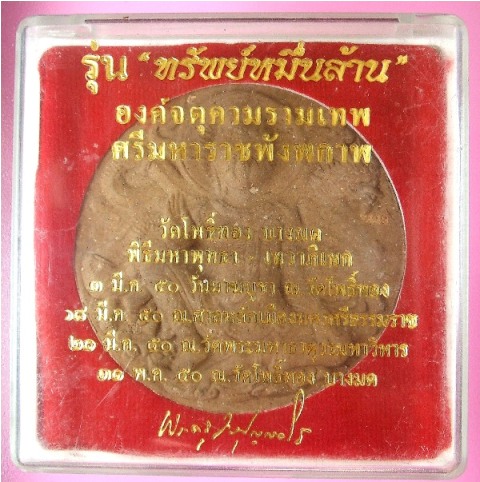 รุ่น "ทรัพย์หมื่นล้าน"
องค์จตุคามรามเทพ
ศรีมหาราชพังพกาฬ
วัดโพธิ์ทอง บางมด
พิธีมหาพุทธา - เทวาภิเษก
๓ มี.ค. ๕๐ วันมาฆบูชา ณ วัดโพธิ์ทอง
๑๘ มี.ค. ๕๐ ณ.ศาลหลักเมืองนครศรีธรรมราช
๒๐ มี.ค. ๕๐ ณ.วัดพระมหาธาตุวรมหาวิหาร
๓๑ พ.ค. ๕๐ ณ.วัดโพธิ์ทอง บางมด